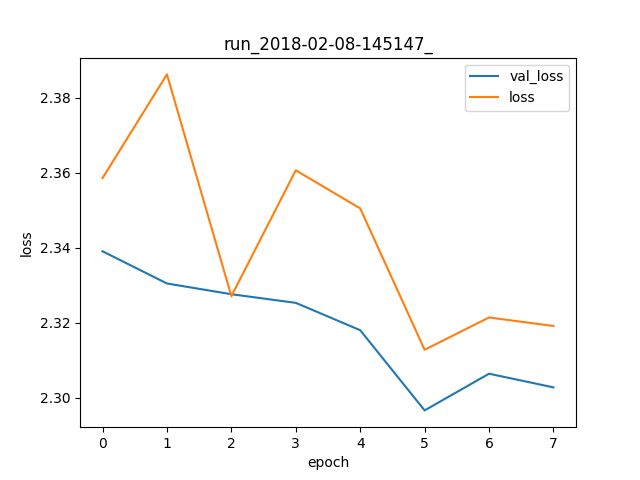 run_2018-02-08-145147_
val_loss
loss
2.38
2.36
2.34
2.32
2.30
loss
0 1 2 3 4 5 6 7
epoch